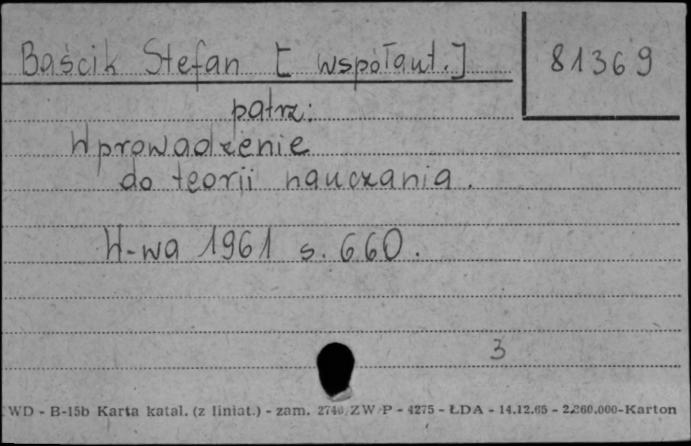 Baścik Stefan [ współaut.]
81369
patrz:
Wprowadzenie
do teorii nauczania.
W-wa 1961 s. 660.
3
WD - B-15b Karta katal. (z liniat.) - zam. 2740/ZW/P - 4275 - ŁDA - 14.12.65 - 2.260.000-Karton